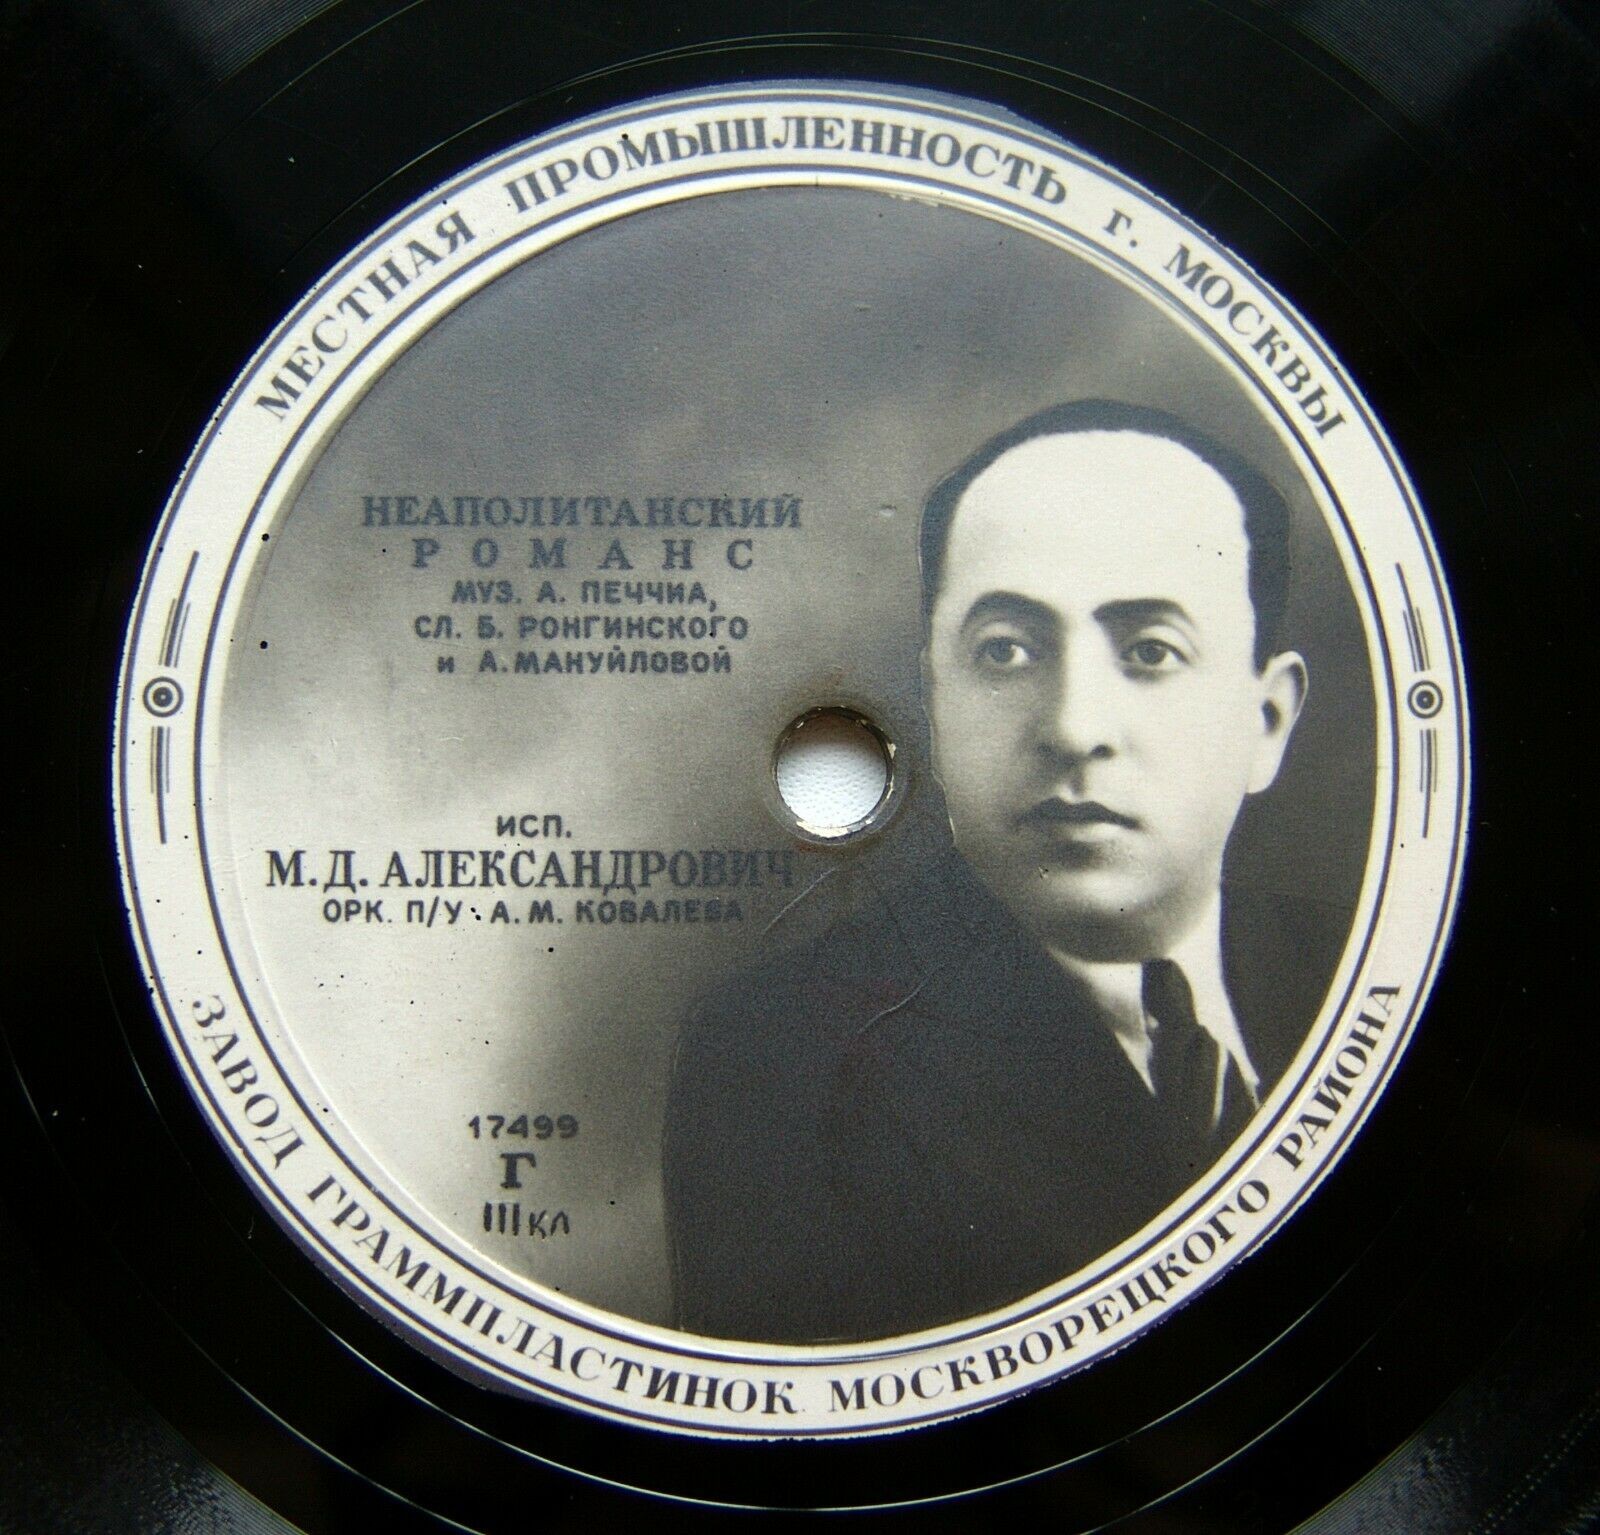 МЕСТНАЯ ПРОМЫШЛЕННОСТЬ г. МОСКВЫ
НЕАПОЛИТАНСКИЙ
РОМАНС
МУЗ. А. ПЕЧЧИА,
СЛ. Б. РОНГИНСКОГО
и А. МАНУЙЛОВОЙ
ИСП.
М. Д. АЛЕКСАНДРОВИЧ
ОРК. П/У А. М. КОВАЛЕВА
17499
Г
III кл
ЗАВОД ГРАММПЛАСТИНОК МОСКВОРЕЦКОГО РАЙОНА